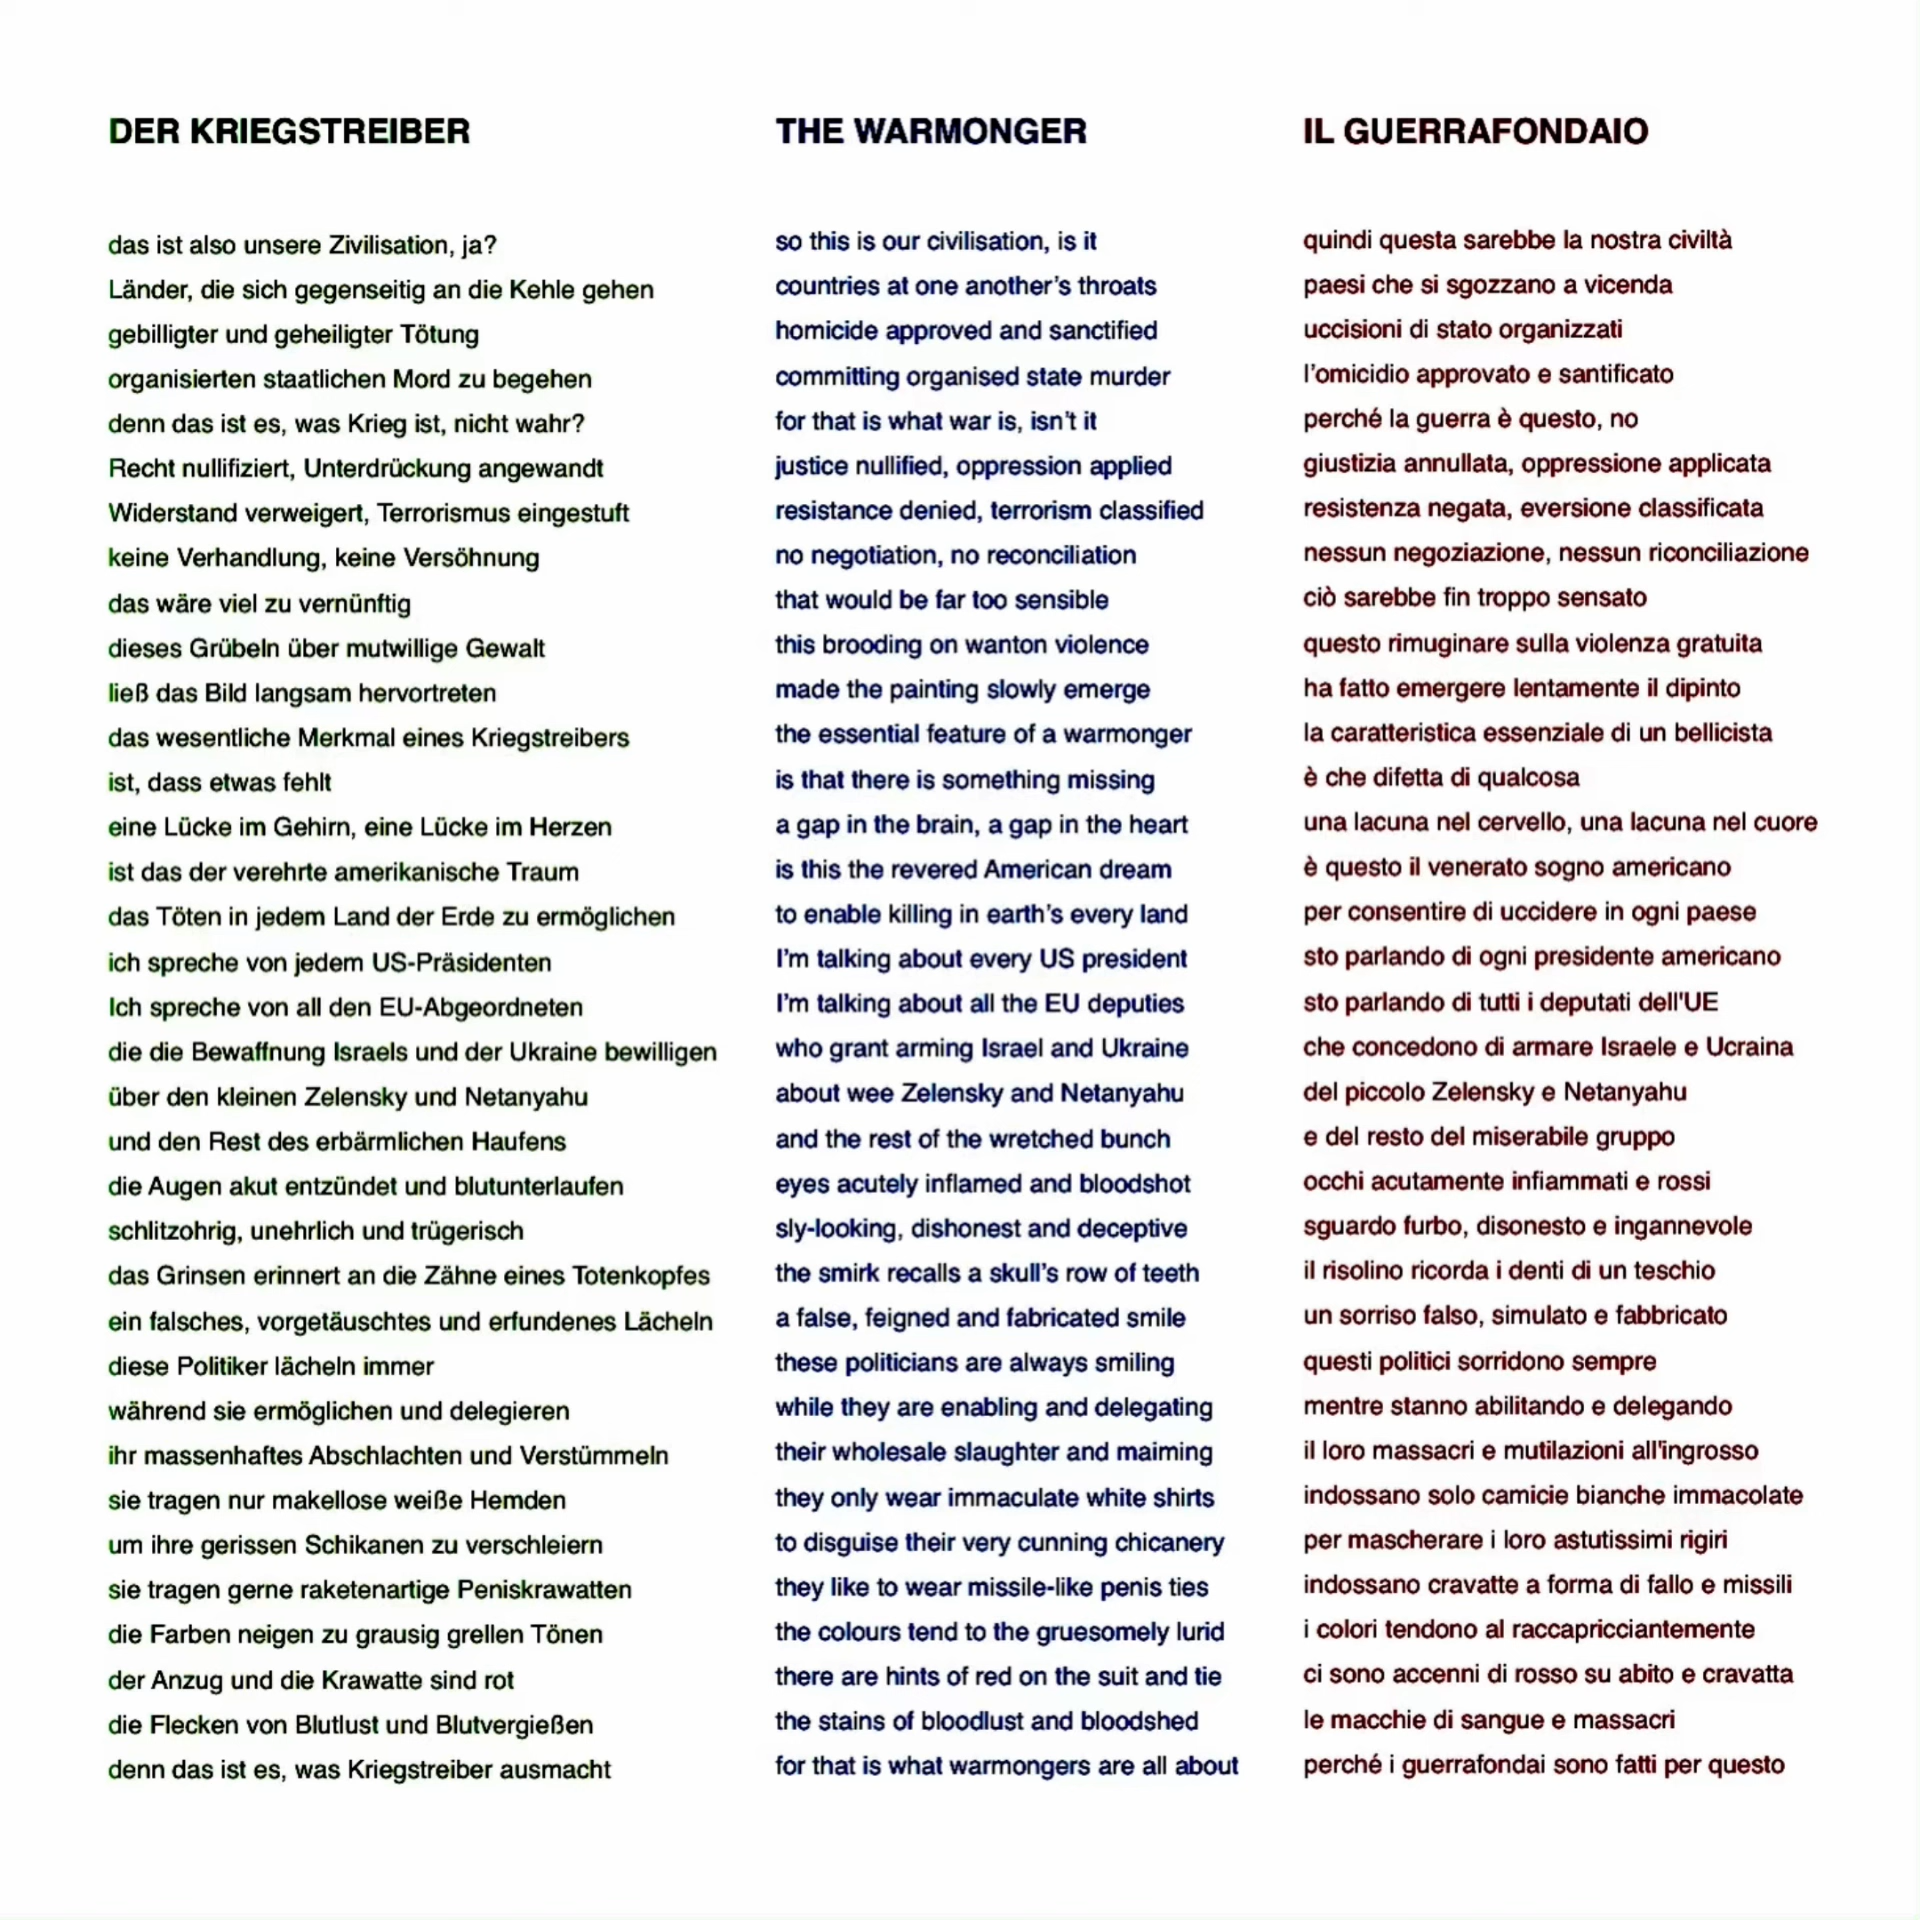 DER KRIEGSTREIBER
das ist also unsere Zivilisation, ja?
Länder, die sich gegenseitig an die Kehle gehen
gebilligter und geheiligter Tötung
organisierten staatlichen Mord zu begehen
denn das ist es, was Krieg ist, nicht wahr?
Recht nullifiziert, Unterdrückung angewandt
Widerstand verweigert, Terrorismus eingestuft
keine Verhandlung, keine Versöhnung
das wäre viel zu vernünftig
dieses Grübeln über mutwillige Gewalt
ließ das Bild langsam hervortreten
das wesentliche Merkmal eines Kriegstreibers
ist, dass etwas fehlt
eine Lücke im Gehirn, eine Lücke im Herzen
ist das der verehrte amerikanische Traum
das Töten in jedem Land der Erde zu ermöglichen
ich spreche von jedem US-Präsidenten
Ich spreche von all den EU-Abgeordneten
die die Bewaffnung Israels und der Ukraine bewilligen
über den kleinen Zelensky und Netanyahu
und den Rest des erbärmlichen Haufens
die Augen akut entzündet und blutunterlaufen
schlitzohrig, unehrlich und trügerisch
das Grinsen erinnert an die Zähne eines Totenkopfes
ein falsches, vorgetäuschtes und erfundenes Lächeln
diese Politiker lächeln immer
während sie ermöglichen und delegieren
ihr massenhaftes Abschlachten und Verstümmeln
sie tragen nur makellose weiße Hemden
um ihre gerissen Schikanen zu verschleiern
sie tragen gerne raketenartige Peniskrawatten
die Farben neigen zu grausig grellen Tönen
der Anzug und die Krawatte sind rot
die Flecken von Blutlust und Blutvergießen
denn das ist es, was Kriegstreiber ausmacht
THE WARMONGER
so this is our civilisation, is it
countries at one another's throats
homicide approved and sanctified
committing organised state murder
for that is what war is, isn't it
justice nullified, oppression applied
resistance denied, terrorism classified
no negotiation, no reconciliation
that would be far too sensible
this brooding on wanton violence
made the painting slowly emerge
the essential feature of a warmonger
is that there is something missing
a gap in the brain, a gap in the heart
is this the revered American dream
to enable killing in earth's every land
I'm talking about every US president
I'm talking about all the EU deputies
who grant arming Israel and Ukraine
about wee Zelensky and Netanyahu
and the rest of the wretched bunch
eyes acutely inflamed and bloodshot
sly-looking, dishonest and deceptive
the smirk recalls a skull's row of teeth
a false, feigned and fabricated smile
these politicians are always smiling
while they are enabling and delegating
their wholesale slaughter and maiming
they only wear immaculate white shirts
to disguise their very cunning chicanery
they like to wear missile-like penis ties
the colours tend to the gruesomely lurid
there are hints of red on the suit and tie
the stains of bloodlust and bloodshed
for that is what warmongers are all about
IL GUERRAFONDAIO
quindi questa sarebbe la nostra civiltà
paesi che si sgozzano a vicenda
uccisioni di stato organizzati
l'omicidio approvato e santificato
perché la guerra è questo, no
giustizia annullata, oppressione applicata
resistenza negata, eversione classificata
nessun negoziazione, nessun riconciliazione
ciò sarebbe fin troppo sensato
questo rimuginare sulla violenza gratuita
ha fatto emergere lentamente il dipinto
la caratteristica essenziale di un bellicista
è che difetta di qualcosa
una lacuna nel cervello, una lacuna nel cuore
è questo il venerato sogno americano
per consentire di uccidere in ogni paese
sto parlando di ogni presidente americano
sto parlando di tutti i deputati dell'UE
che concedono di armare Israele e Ucraina
del piccolo Zelensky e Netanyahu
e del resto del miserabile gruppo
occhi acutamente infiammati e rossi
sguardo furbo, disonesto e ingannevole
il risolino ricorda i denti di un teschio
un sorriso falso, simulato e fabbricato
questi politici sorridono sempre
mentre stanno abilitando e delegando
il loro massacri e mutilazioni all'ingrosso
indossano solo camicie bianche immacolate
per mascherare i loro astutissimi rigiri
indossano cravatte a forma di fallo e missili
i colori tendono al raccapricciantemente
ci sono accenni di rosso su abito e cravatta
le macchie di sangue e massacri
perché i guerrafondai sono fatti per questo